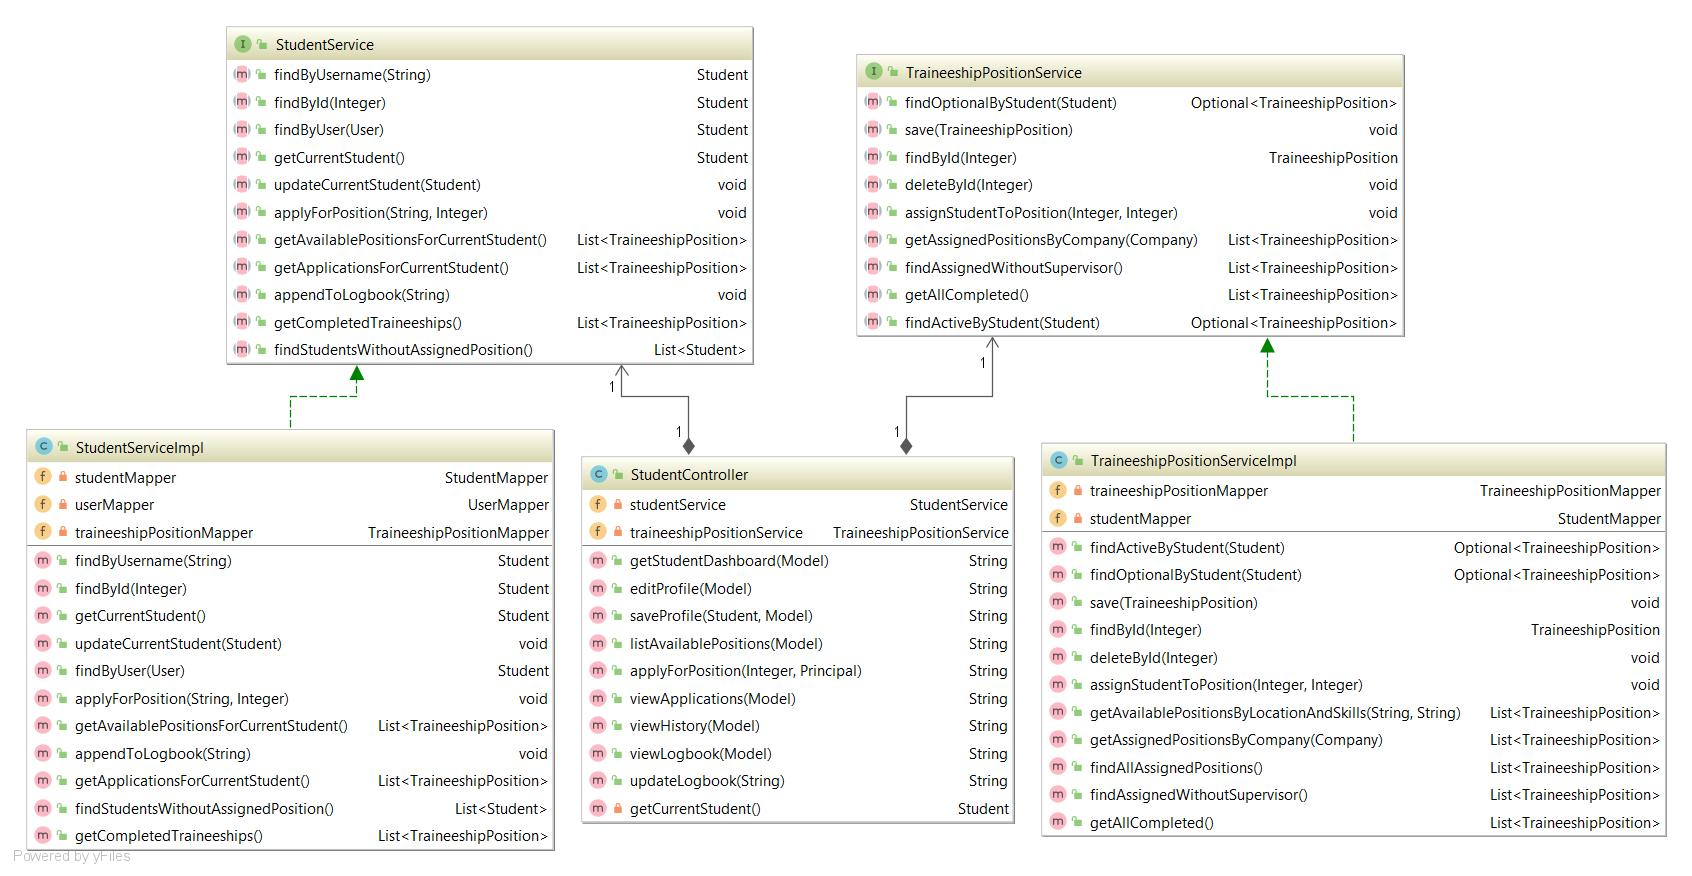 StudentService
findByUsername(String) Student
findById(Integer) Student
findByUser(User) Student
getCurrentStudent() Student
updateCurrentStudent(Student) void
applyForPosition(String, Integer) void
getAvailablePositionsForCurrentStudent() List<TraineeshipPosition>
getApplicationsForCurrentStudent() List<TraineeshipPosition>
appendToLogbook(String) void
getCompletedTraineeships() List<TraineeshipPosition>
findStudentsWithoutAssignedPosition() List<Student>
TraineeshipPositionService
findOptionalByStudent(Student) Optional<TraineeshipPosition>
save(TraineeshipPosition) void
findById(Integer) TraineeshipPosition
deleteById(Integer) void
assignStudentToPosition(Integer, Integer) void
getAssignedPositionsByCompany(Company) List<TraineeshipPosition>
findAssignedWithoutSupervisor() List<TraineeshipPosition>
getAllCompleted() List<TraineeshipPosition>
findActiveByStudent(Student) Optional<TraineeshipPosition>
1
1
1
1
StudentServiceImpl
studentMapper StudentMapper
userMapper UserMapper
traineeshipPositionMapper TraineeshipPositionMapper
findByUsername(String) Student
findById(Integer) Student
getCurrentStudent() Student
updateCurrentStudent(Student) void
findByUser(User) Student
applyForPosition(String, Integer) void
getAvailablePositionsForCurrentStudent() List<TraineeshipPosition>
appendToLogbook(String) void
getApplicationsForCurrentStudent() List<TraineeshipPosition>
findStudentsWithoutAssignedPosition() List<Student>
getCompletedTraineeships() List<TraineeshipPosition>
StudentController
studentService StudentService
traineeshipPositionService TraineeshipPositionService
getStudentDashboard(Model) String
editProfile(Model) String
saveProfile(Student, Model) String
listAvailablePositions(Model) String
applyForPosition(Integer, Principal) String
viewApplications(Model) String
viewHistory(Model) String
viewLogbook(Model) String
updateLogbook(String) String
getCurrentStudent() Student
TraineeshipPositionServiceImpl
traineeshipPositionMapper TraineeshipPositionMapper
studentMapper StudentMapper
findActiveByStudent(Student) Optional<TraineeshipPosition>
findOptionalByStudent(Student) Optional<TraineeshipPosition>
save(TraineeshipPosition) void
findById(Integer) TraineeshipPosition
deleteById(Integer) void
assignStudentToPosition(Integer, Integer) void
getAvailablePositionsByLocationAndSkills(String, String) List<TraineeshipPosition>
getAssignedPositionsByCompany(Company) List<TraineeshipPosition>
findAllAssignedPositions() List<TraineeshipPosition>
findAssignedWithoutSupervisor() List<TraineeshipPosition>
getAllCompleted() List<TraineeshipPosition>
Powered by yFiles